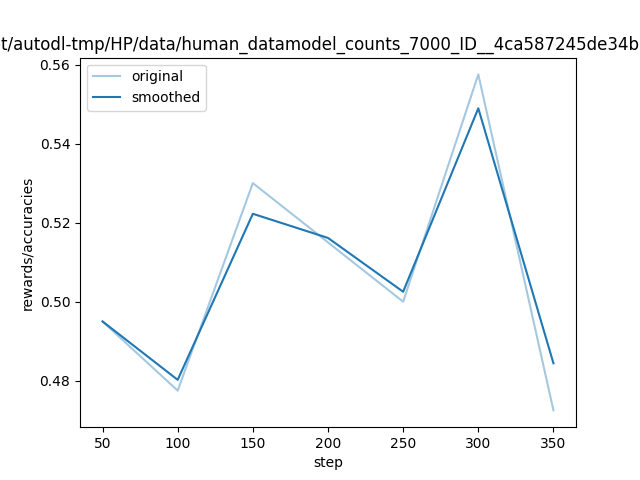 t/autodl-tmp/HP/data/human_datamodel_counts_7000_ID__4ca587245de34b
original
smoothed
rewards/accuracies
0.56
0.54
0.52
0.50
0.48
50 100 150 200 250 300 350
step